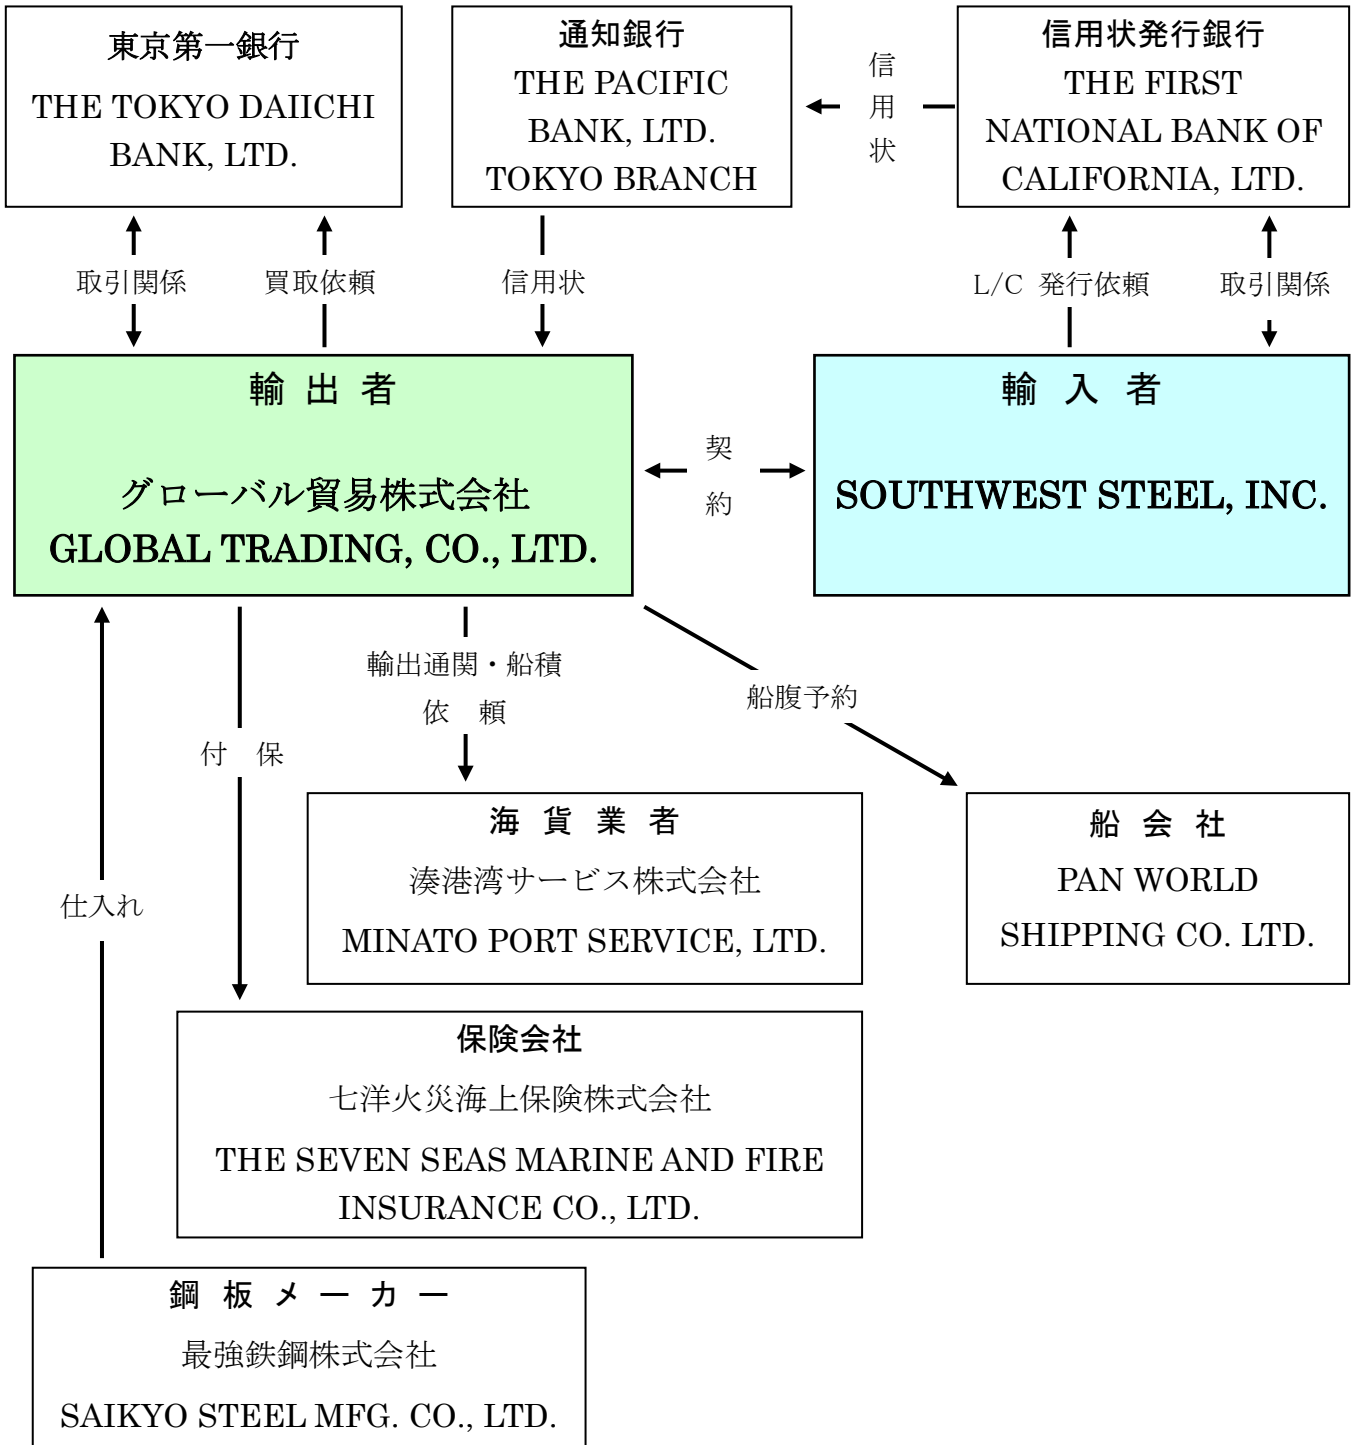 東京第一銀行
THE TOKYO DAIICHI
BANK, LTD.
通知銀行
THE PACIFIC
BANK, LTD.
TOKYO BRANCH
信
用
状
信用状発行銀行
THE FIRST
NATIONAL BANK OF
CALIFORNIA, LTD.
取引関係
買取依頼
信用状
L/C 発行依頼
取引関係
輸 出 者
グローバル貿易株式会社
GLOBAL TRADING, CO., LTD.
契
約
輸 入 者
SOUTHWEST STEEL, INC.
輸出通関・船積
依 頼
船腹予約
付 保
仕入れ
海 貨 業 者
湊港湾サービス株式会社
MINATO PORT SERVICE, LTD.
船 会 社
PAN WORLD
SHIPPING CO. LTD.
保険会社
七洋火災海上保険株式会社
THE SEVEN SEAS MARINE AND FIRE
INSURANCE CO., LTD.
鋼 板 メ ー カ ー
最強鉄鋼株式会社
SAIKYO STEEL MFG. CO., LTD.